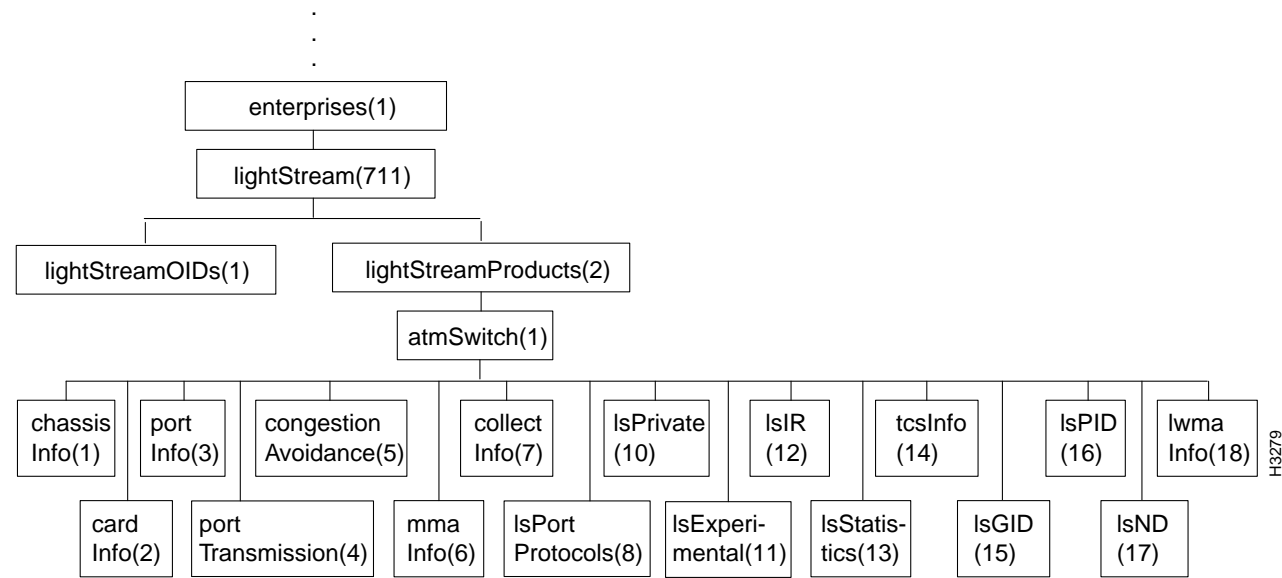 .
.
.
enterprises(1)
lightStream(711)
lightStreamOIDs(1)
lightStreamProducts(2)
atmSwitch(1)
chassis
Info(1)
port
Info(3)
congestion
Avoidance(5)
collect
Info(7)
lsPrivate
(10)
lsIR
(12)
tcsInfo
(14)
lsPID
(16)
lwma
Info(18)
card
Info(2)
port
Transmission(4)
mma
Info(6)
lsPort
Protocols(8)
lsExperi-
mental(11)
lsStatis-
tics(13)
lsGID
(15)
lsND
(17)
H3279